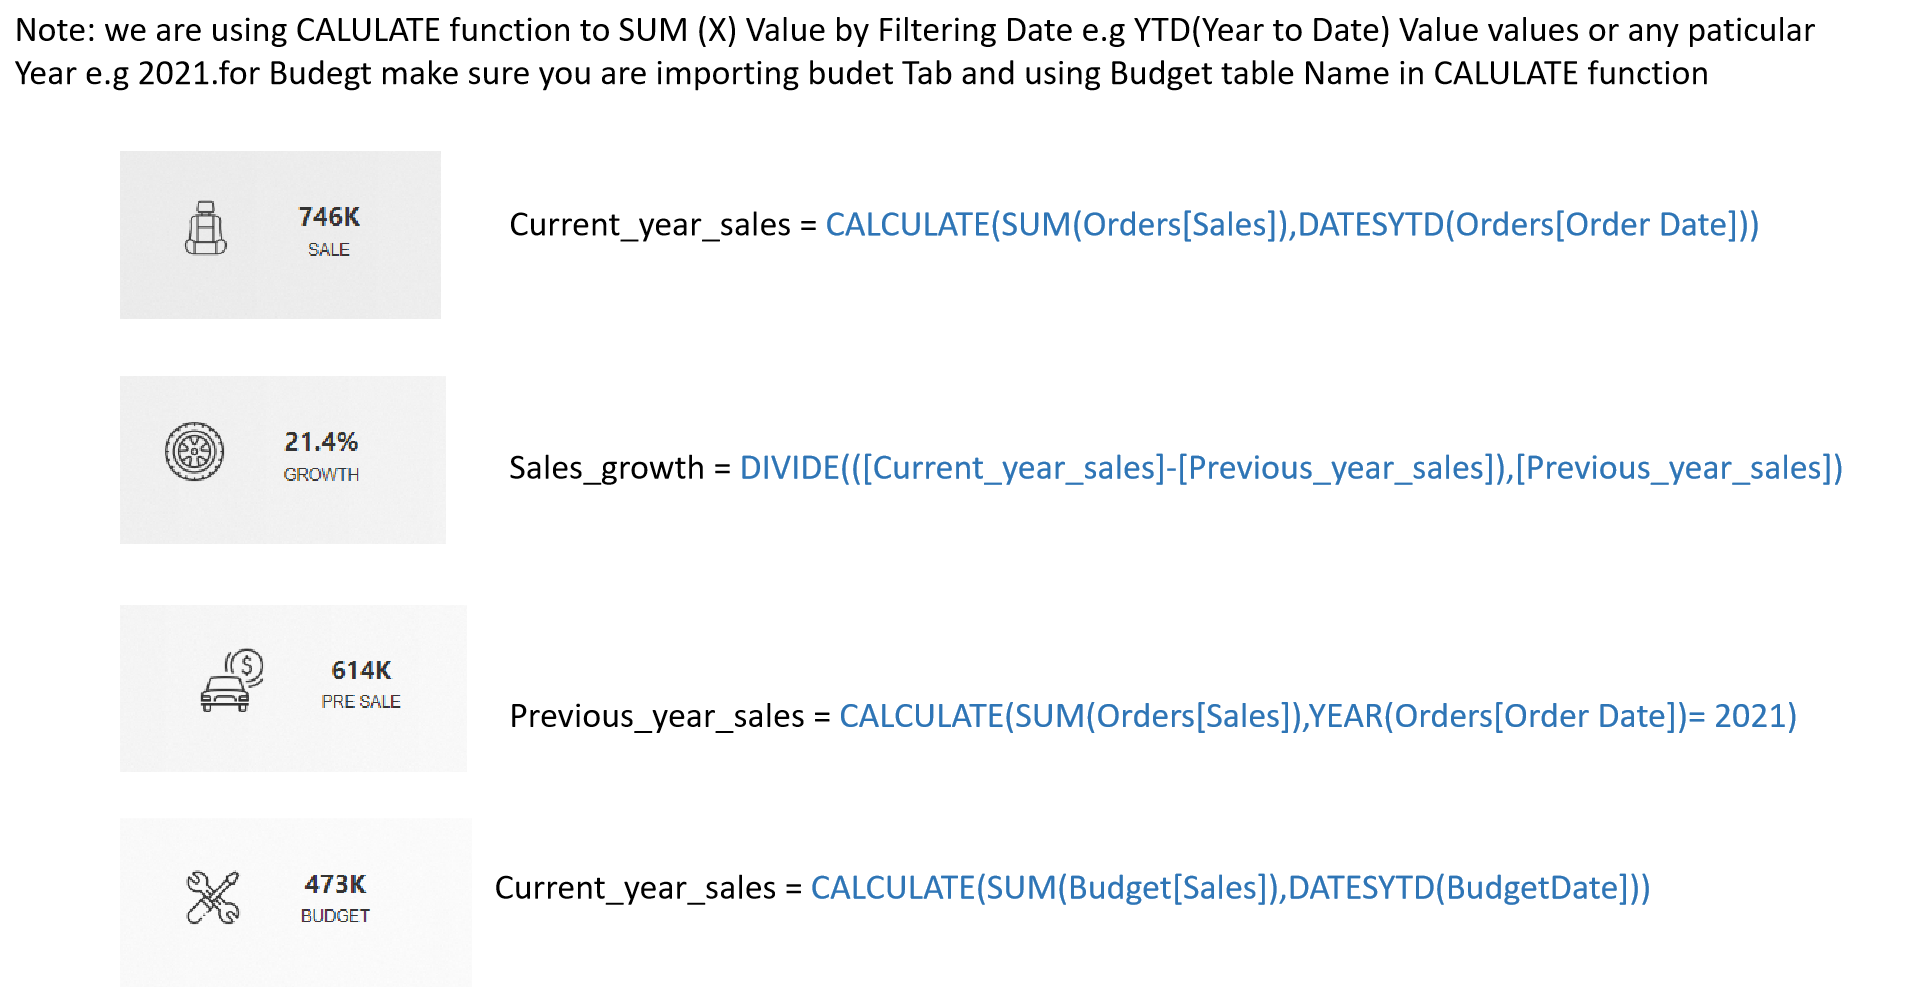 Note: we are using CALULATE function to SUM (X) Value by Filtering Date e.g YTD(Year to Date) Value values or any paticular
Year e.g 2021.for Budegt make sure you are importing budet Tab and using Budget table Name in CALULATE function
746K
SALE
Current_year_sales = CALCULATE(SUM(Orders[Sales]),DATESYTD(Orders[Order Date]))
21.4%
GROWTH
Sales_growth = DIVIDE(([Current_year_sales]-[Previous_year_sales]),[Previous_year_sales])
$
614K
PRE SALE
Previous_year_sales = CALCULATE(SUM(Orders[Sales]),YEAR(Orders[Order Date])= 2021)
473K
BUDGET
Current_year_sales = CALCULATE(SUM(Budget[Sales]),DATESYTD(BudgetDate]))